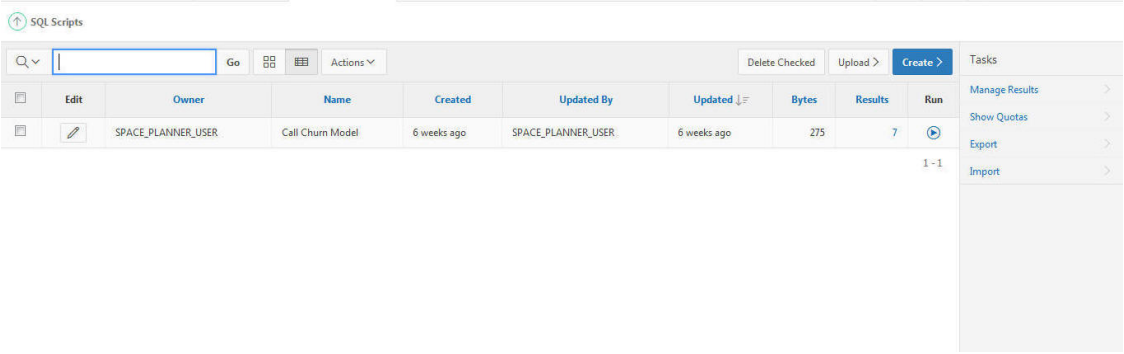 SQL Scripts
Go Actions Delete Checked Upload > Create > Tasks
Edit Owner Name Created Updated By Updated Bytes Results Run
SPACE_PLANNER_USER Call Churn Model 6 weeks ago SPACE_PLANNER_USER 6 weeks ago 275 7
1 - 1
Manage Results
Show Quotas
Export
Import